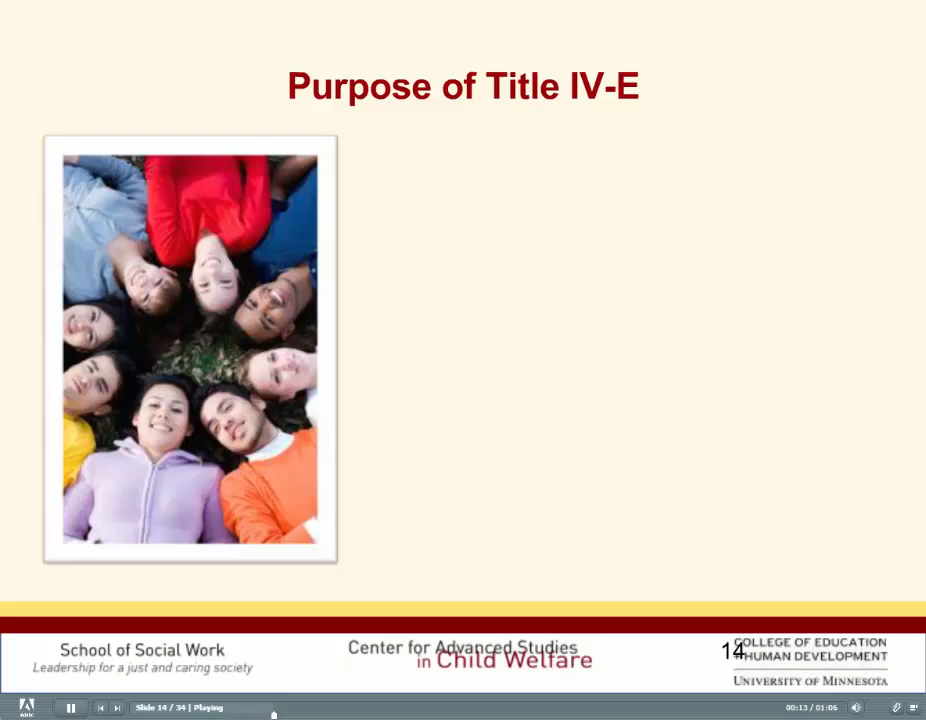 Purpose of Title IV-E
School of Social Work
Leadership for a just and caring society
Center for Advanced Studies
in Child Welfare
14
COLLEGE OF EDUCATION
+HUMAN DEVELOPMENT
UNIVERSITY OF MINNESOTA
Slide 14 / 34 | Playing
00:13 / 01:06